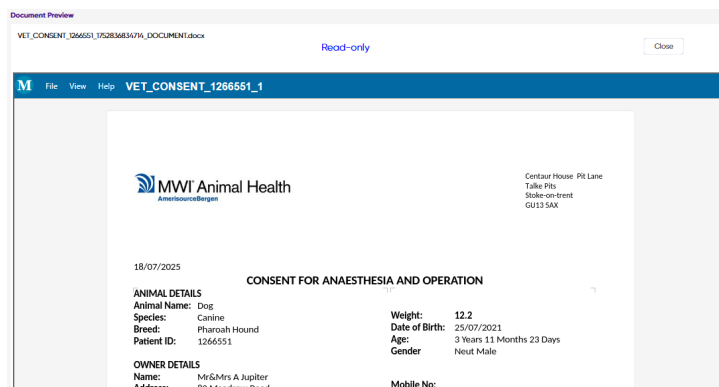 Document Preview
VET_CONSENT_1266551_1752836834714_DOCUMENT.docx
Read-only
Close
M File View Help VET_CONSENT_1266551_1
MWI Animal Health
AmerisourceBergen
Centaur House Pit Lane
Talke Pits
Stoke-on-trent
GU13 5AX
18/07/2025
CONSENT FOR ANAESTHESIA AND OPERATION
ANIMAL DETAILS
Animal Name: Dog
Species: Canine
Breed: Pharoah Hound
Patient ID: 1266551
Weight: 12.2
Date of Birth: 25/07/2021
Age: 3 Years 11 Months 23 Days
Gender Neut Male
OWNER DETAILS
Name: Mr&Mrs A Jupiter
Mobile No: